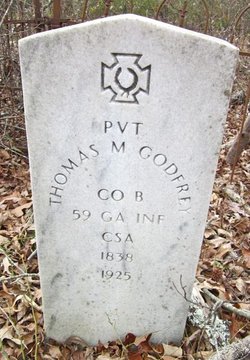 PVT
THOMAS M GODFREY
CO B
59 GA INF
CSA
1838
1925